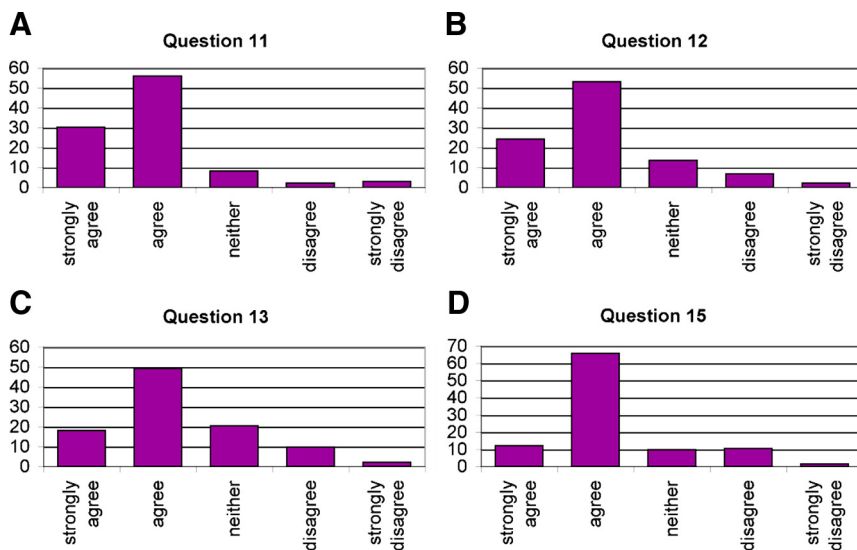 A
Question 11
60
50
40
30
20
10
0
strongly
agree
agree
neither
disagree
strongly
disagree
B
Question 12
60
50
40
30
20
10
0
strongly
agree
agree
neither
disagree
strongly
disagree
C
Question 13
60
50
40
30
20
10
0
strongly
agree
agree
neither
disagree
strongly
disagree
D
Question 15
70
60
50
40
30
20
10
0
strongly
agree
agree
neither
disagree
strongly
disagree